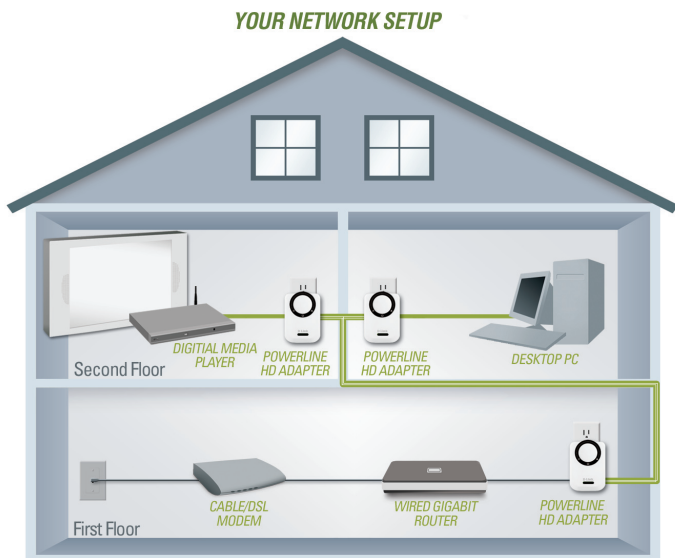 YOUR NETWORK SETUP
DIGITIAL MEDIA
PLAYER
POWERLINE
HD ADAPTER
POWERLINE
HD ADAPTER
DESKTOP PC
Second Floor
CABLE/DSL
MODEM
WIRED GIGABIT
ROUTER
POWERLINE
HD ADAPTER
First Floor